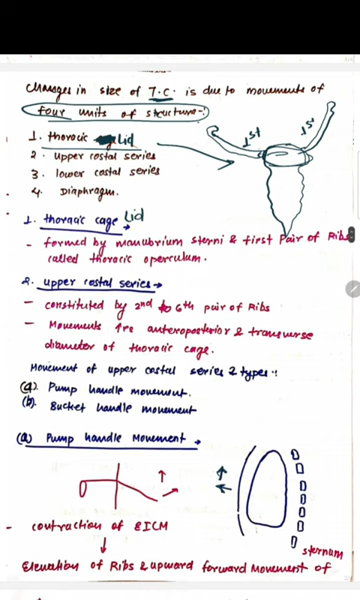 Changes in size of T.C. is due to movements of
four units of structure:-
1. thoracic Lid
2. upper costal series
3. lower costal series
4. Diaphragm.
1st
1st
1. thoracic cage Lid
- formed by manubrium sterni & first Pair of Ribs
called thoracic operculum.
2. upper costal series →
- constituted by 2nd to 6th pair of Ribs
- Movements ↑res anteroposterior & transverse
diameter of thoracic cage.
Movement of upper costal series 2 types:-
(a). Pump handle movement.
(b). Bucket handle movement
(a) Pump handle Movement →
- contraction of EICM
↓
sternum
Elevation of Ribs & upward forward Movement of